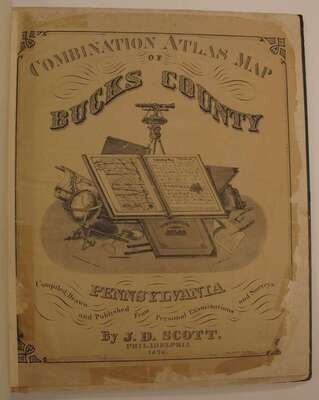 COMBINATION ATLAS MAP
OF
BUCKS COUNTY
PENNSYLVANIA
Compiled, Drawn and Published From Personal Examinations and Surveys
By J. D. SCOTT.
PHILADELPHIA
1876.